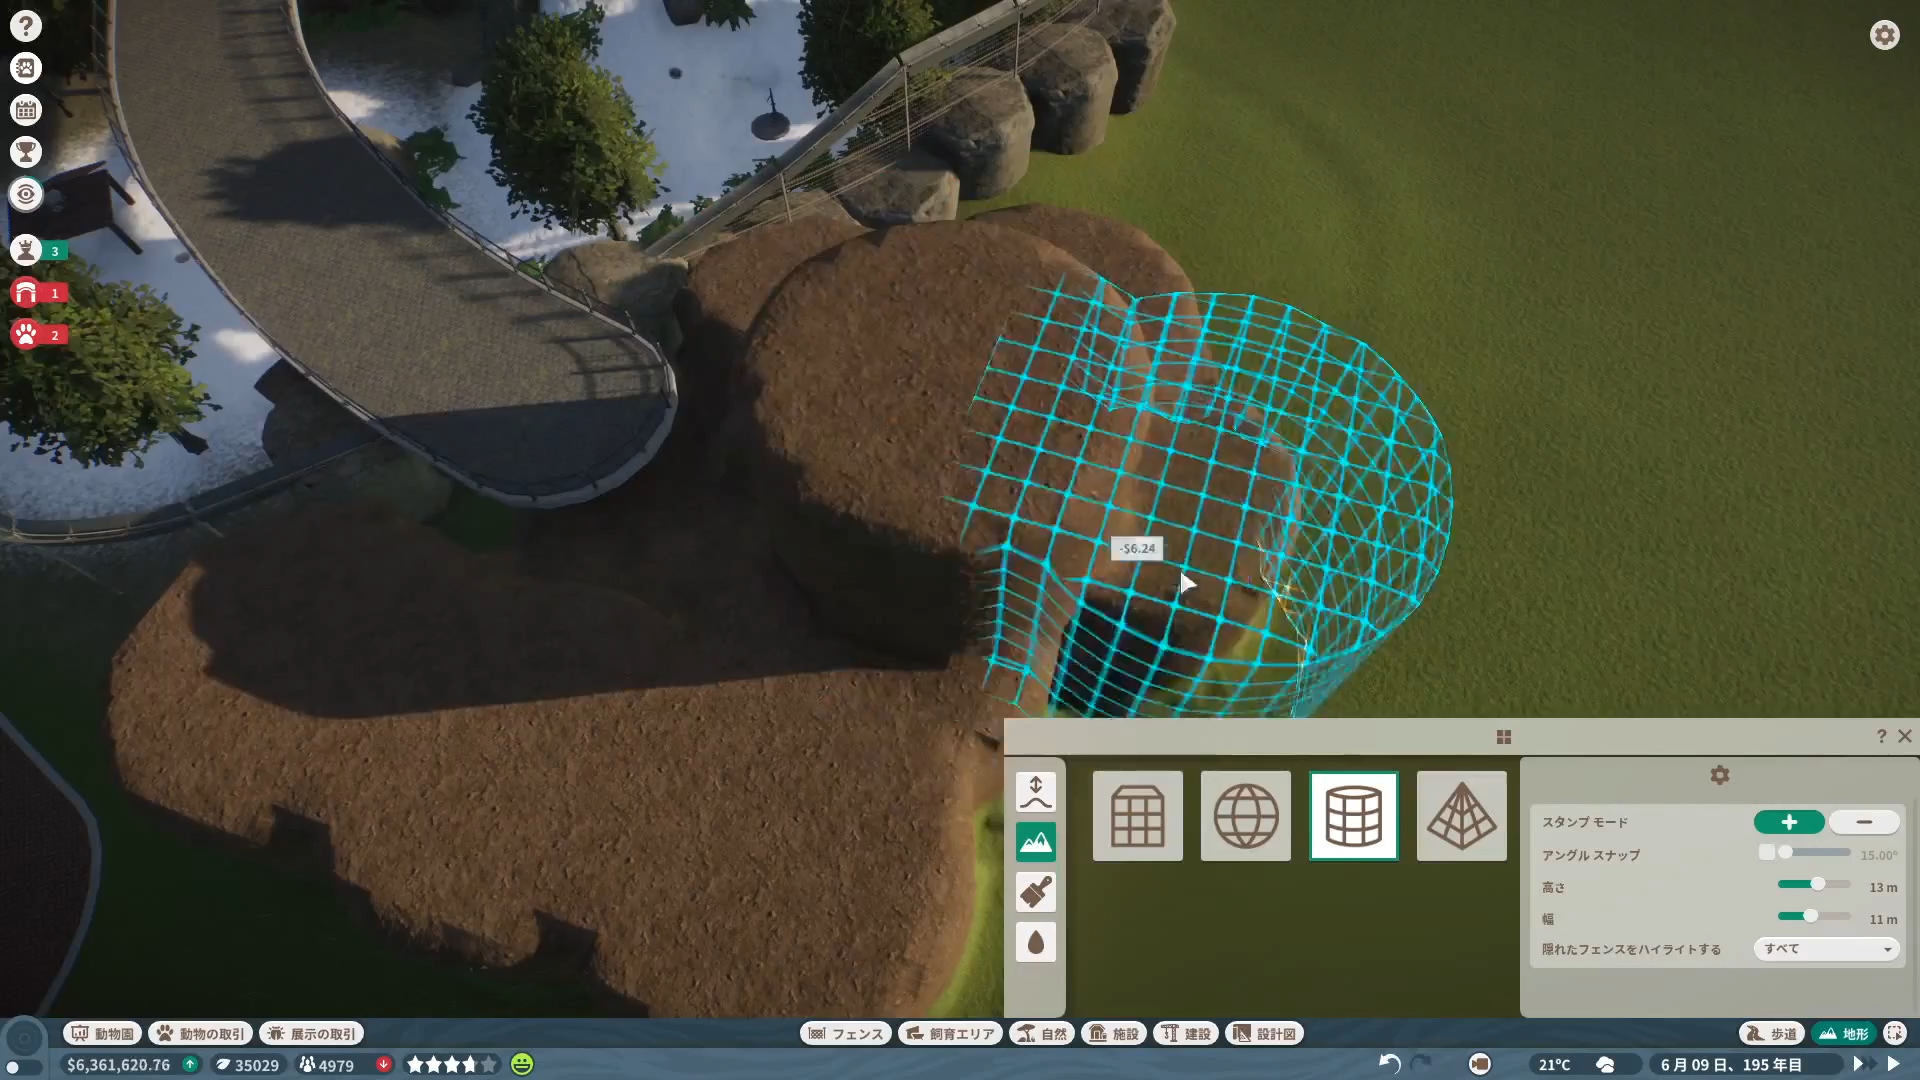 ?
3
1
2
-$6.24
?
スタンプ モード
アングル スナップ 15.00°
高さ 13 m
幅 11 m
隠れたフェンスをハイライトする すべて
動物園 動物の取引 展示の取引 フェンス 飼育エリア 自然 施設 建設 設計図 歩道 地形
$6,361,620.76 35029 4979 21°C 6 月 09 日、195 年目